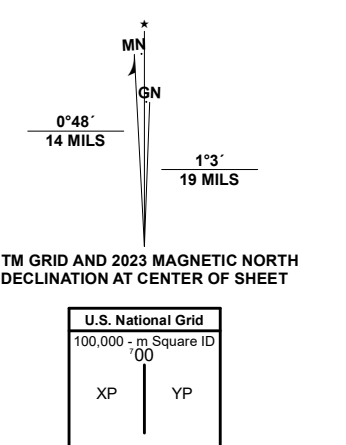 MN
GN
0°48´
14 MILS
1°3´
19 MILS
TM GRID AND 2023 MAGNETIC NORTH
DECLINATION AT CENTER OF SHEET
U.S. National Grid
100,000 - m Square ID
⁷00
XP YP